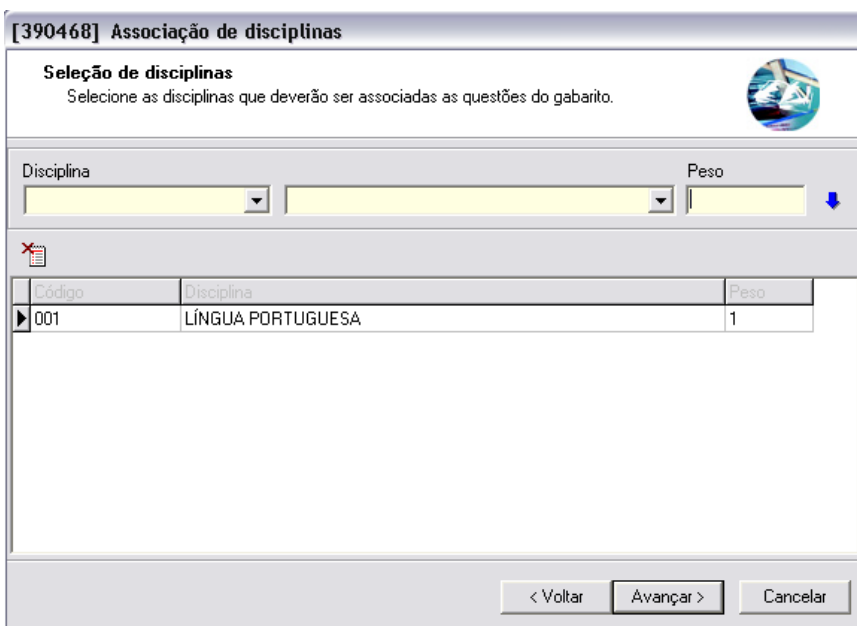 [390468] Associação de disciplinas
Seleção de disciplinas
Selecione as disciplinas que deverão ser associadas as questões do gabarito.
Disciplina Peso
Código Disciplina Peso
001 LÍNGUA PORTUGUESA 1
< Voltar Avançar > Cancelar